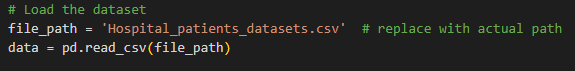 # Load the dataset
file_path = 'Hospital_patients_datasets.csv'  # replace with actual path
data = pd.read_csv(file_path)